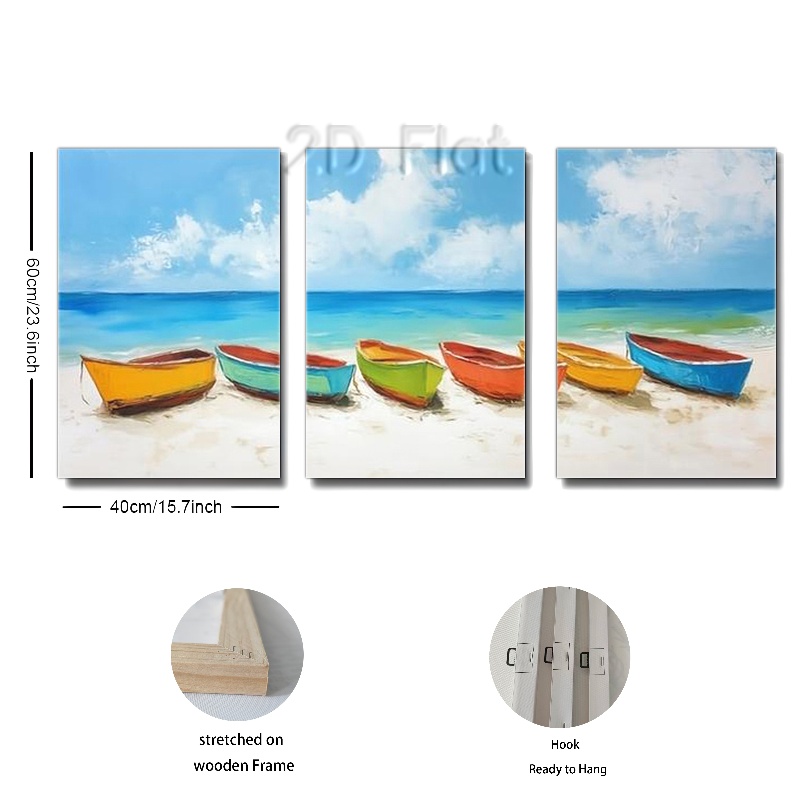 2D Flat
60cm/23.6inch
40cm/15.7inch
stretched on
wooden Frame
Hook
Ready to Hang